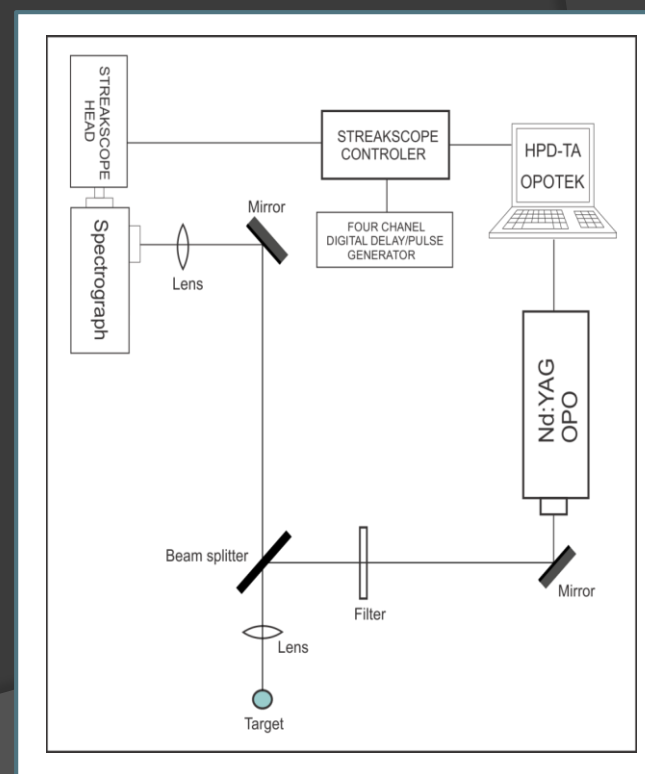 STREAKSCOPE
HEAD
STREAKSCOPE
CONTROLER
HPD-TA
OPOTEK
FOUR CHANEL
DIGITAL DELAY/PULSE
GENERATOR
Mirror
Spectrograph
Lens
Nd:YAG
OPO
Beam splitter
Filter
Mirror
Lens
Target